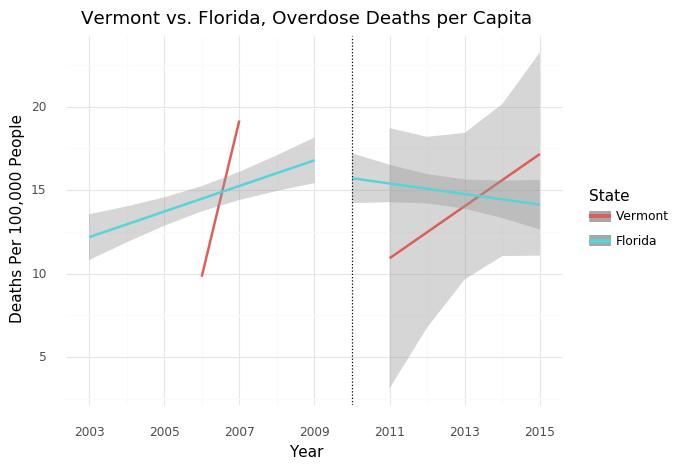 Vermont vs. Florida, Overdose Deaths per Capita
Deaths Per 100,000 People
20
15
10
5
2003 2005 2007 2009 2011 2013 2015
Year
State
Vermont
Florida